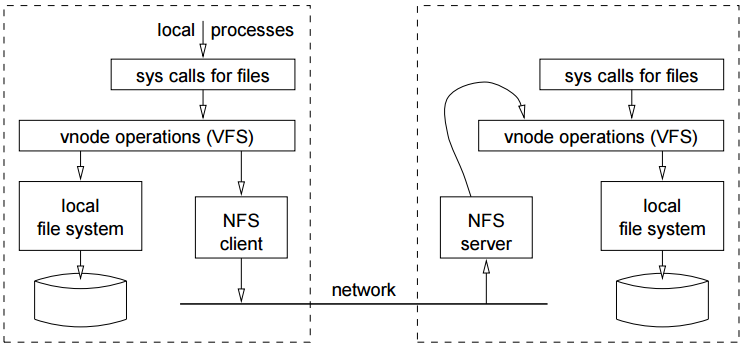 local processes
sys calls for files
vnode operations (VFS)
local
file system
NFS
client
network
sys calls for files
vnode operations (VFS)
NFS
server
local
file system